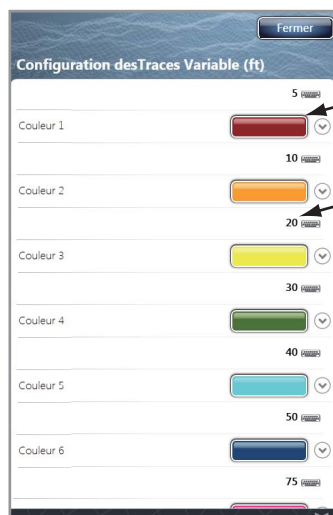 Fermer
Configuration desTraces Variable (ft)
5
Couleur 1
10
Couleur 2
20
Couleur 3
30
Couleur 4
40
Couleur 5
50
Couleur 6
75